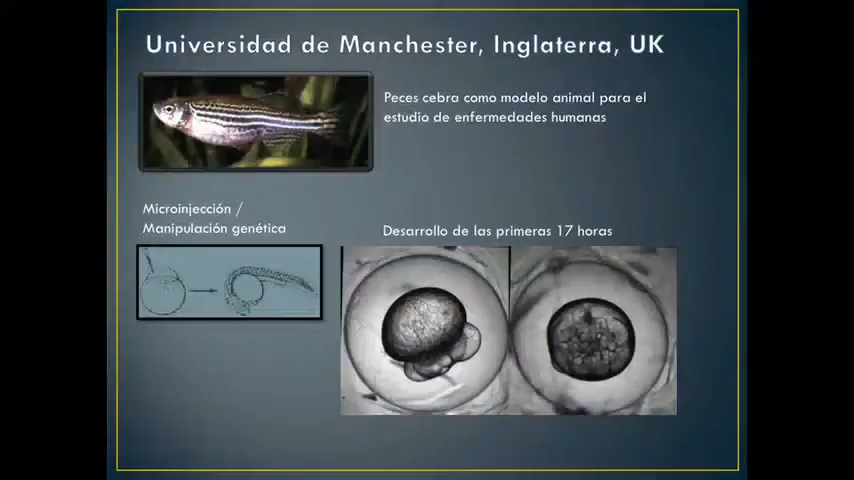 Universidad de Manchester, Inglaterra, UK
Peces cebra como modelo animal para el
estudio de enfermedades humanas
Microinjección /
Manipulación genética
Desarrollo de las primeras 17 horas